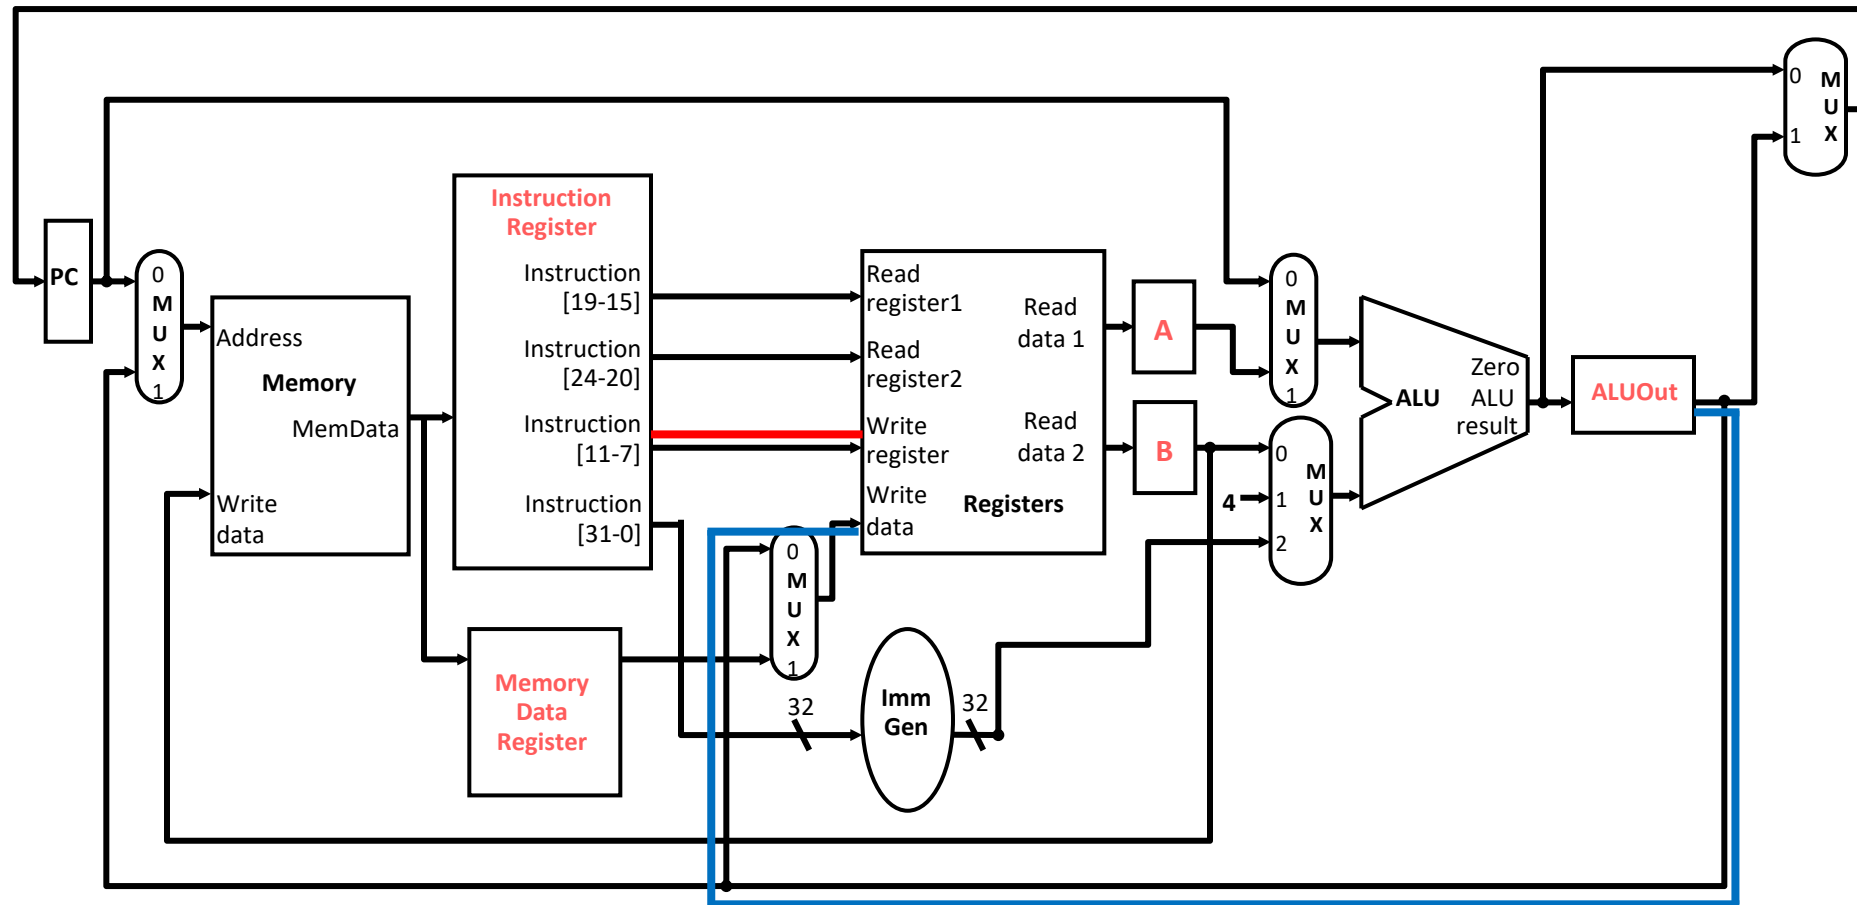 PC
0
M
U
X
1
Address
Memory
MemData
Write
data
Instruction
Register
Instruction
[19-15]
Instruction
[24-20]
Instruction
[11-7]
Instruction
[31-0]
Memory
Data
Register
0
M
U
X
1
32
Imm
Gen
32
Read
register1
Read
register2
Write
register
Write
data
Read
data 1
Read
data 2
Registers
A
B
4
0
M
U
X
1
0
1
2
M
U
X
ALU
Zero
ALU
result
ALUOut
0
1
M
U
X